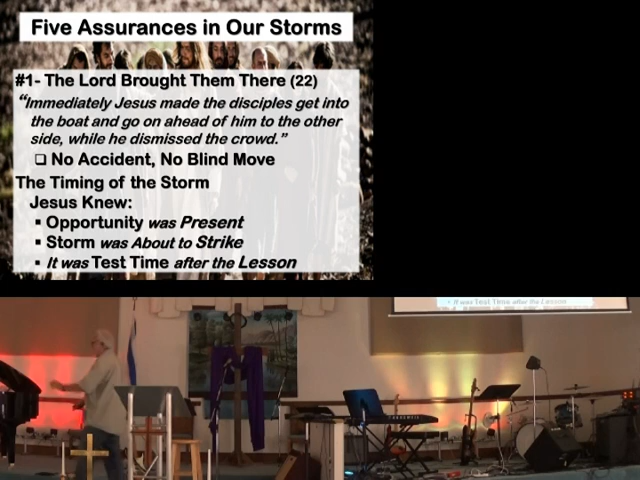 Five Assurances in Our Storms
#1- The Lord Brought Them There (22)
“Immediately Jesus made the disciples get into
the boat and go on ahead of him to the other
side, while he dismissed the crowd.”
❑ No Accident, No Blind Move
The Timing of the Storm
Jesus Knew:
▪ Opportunity was Present
▪ Storm was About to Strike
▪ It was Test Time after the Lesson
▪ It was Test Time after the Lesson